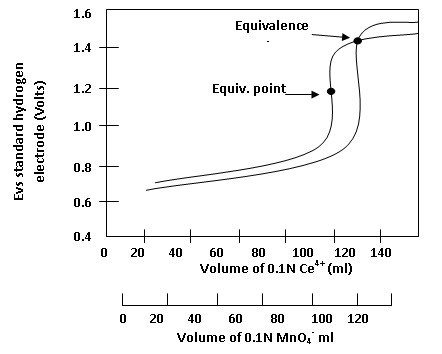 1.6
Equivalence
1.4
Equiv. point
1.2
1.0
0.8
0.6
0.4
Evs standard hydrogen
electrode (Volts)
0 20 40 60 80 100 120 140
Volume of 0.1N Ce⁴⁺ (ml)
0 20 40 60 80 100 120
Volume of 0.1N MnO₄⁻ ml